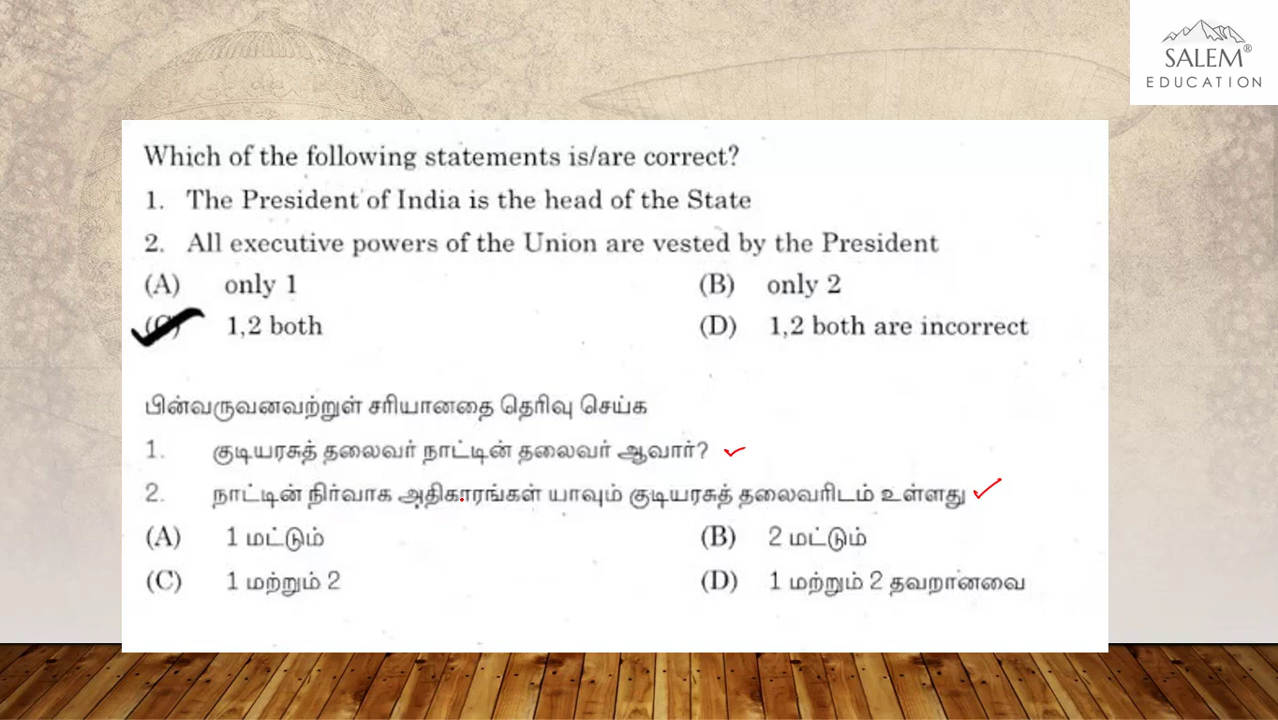 SALEM®
EDUCATION
Which of the following statements is/are correct?
1. The President of India is the head of the State
2. All executive powers of the Union are vested by the President
(A) only 1 (B) only 2
(C) 1,2 both (D) 1,2 both are incorrect
பின்வருவனவற்றுள் சரியானதை தெரிவு செய்க
1. குடியரசுத் தலைவர் நாட்டின் தலைவர் ஆவார்?
2. நாட்டின் நிர்வாக அதிகாரங்கள் யாவும் குடியரசுத் தலைவரிடம் உள்ளது
(A) 1 மட்டும் (B) 2 மட்டும்
(C) 1 மற்றும் 2 (D) 1 மற்றும் 2 தவறானவை